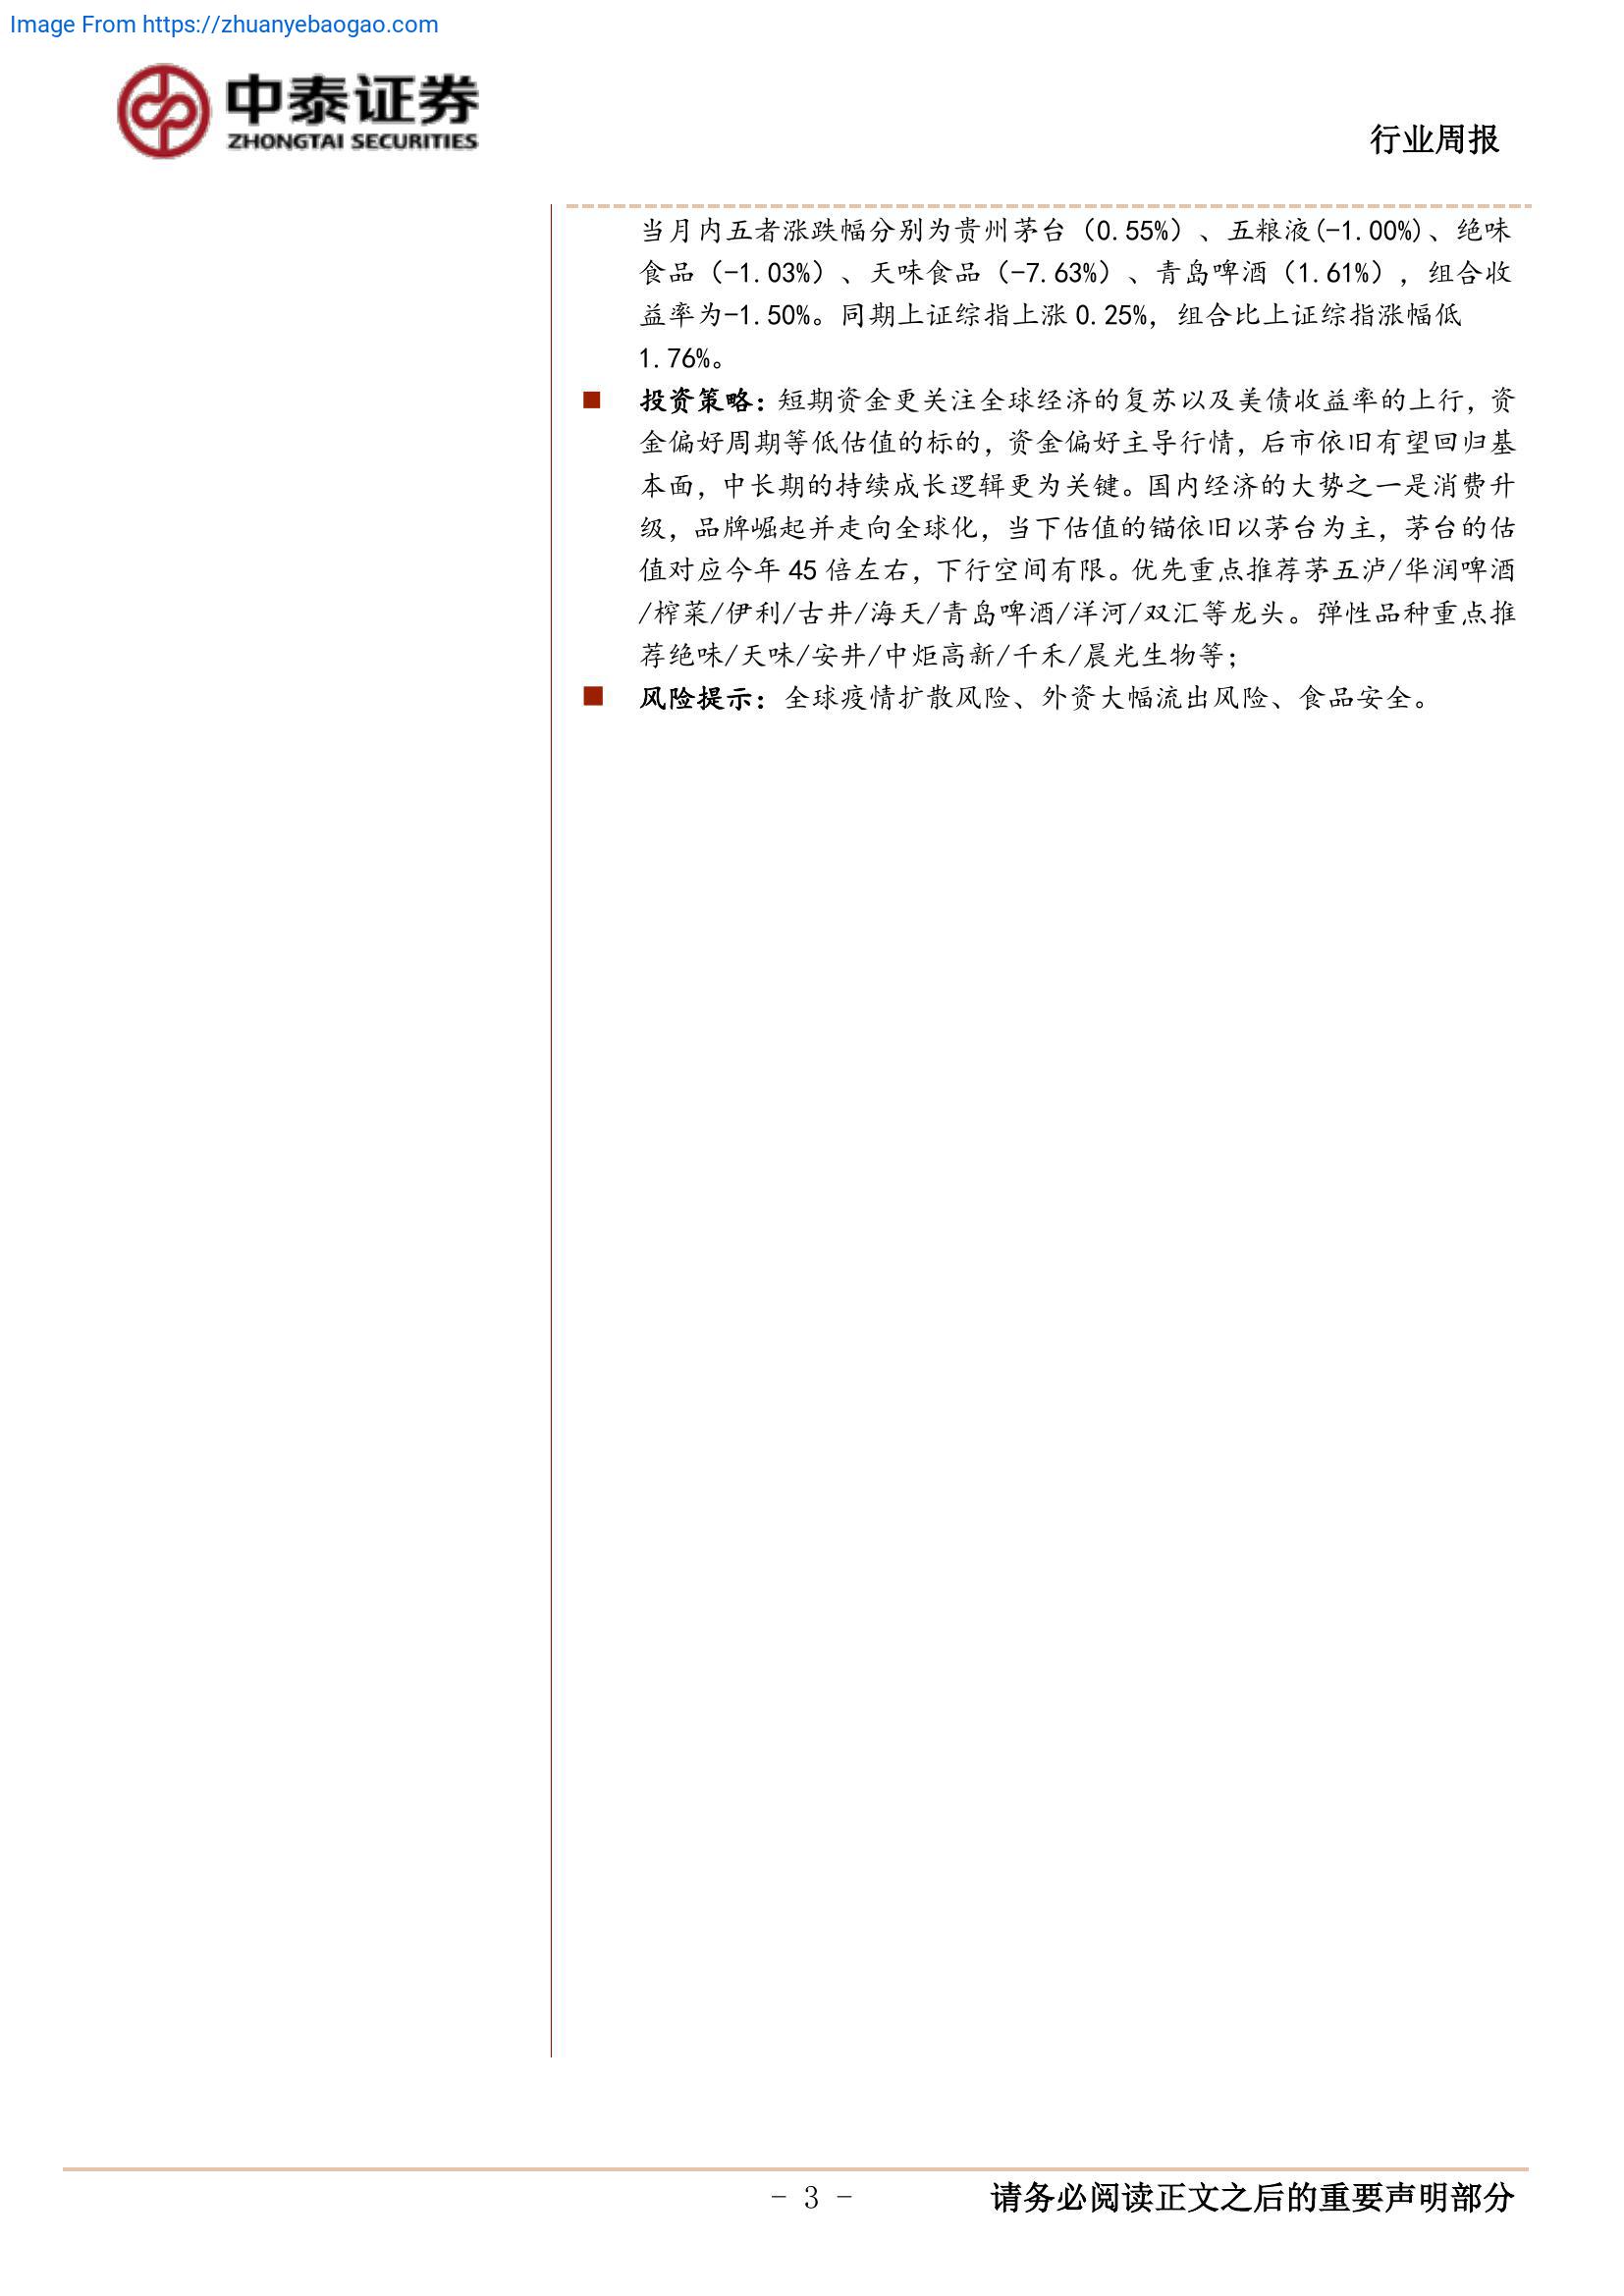 Image From https://zhuanyebaogao.com
中泰证券
ZHONGTAI SECURITIES
行业周报
当月内五者涨跌幅分别为贵州茅台（0.55%）、五粮液(-1.00%)、绝味
食品（-1.03%）、天味食品（-7.63%）、青岛啤酒（1.61%），组合收
益率为-1.50%。同期上证综指上涨 0.25%，组合比上证综指涨幅低
1.76%。
■ 投资策略：短期资金更关注全球经济的复苏以及美债收益率的上行，资
金偏好周期等低估值的标的，资金偏好主导行情，后市依旧有望回归基
本面，中长期的持续成长逻辑更为关键。国内经济的大势之一是消费升
级，品牌崛起并走向全球化，当下估值的锚依旧以茅台为主，茅台的估
值对应今年 45 倍左右，下行空间有限。优先重点推荐茅五泸/华润啤酒
/榨菜/伊利/古井/海天/青岛啤酒/洋河/双汇等龙头。弹性品种重点推
荐绝味/天味/安井/中炬高新/千禾/晨光生物等；
■ 风险提示：全球疫情扩散风险、外资大幅流出风险、食品安全。
- 3 -
请务必阅读正文之后的重要声明部分